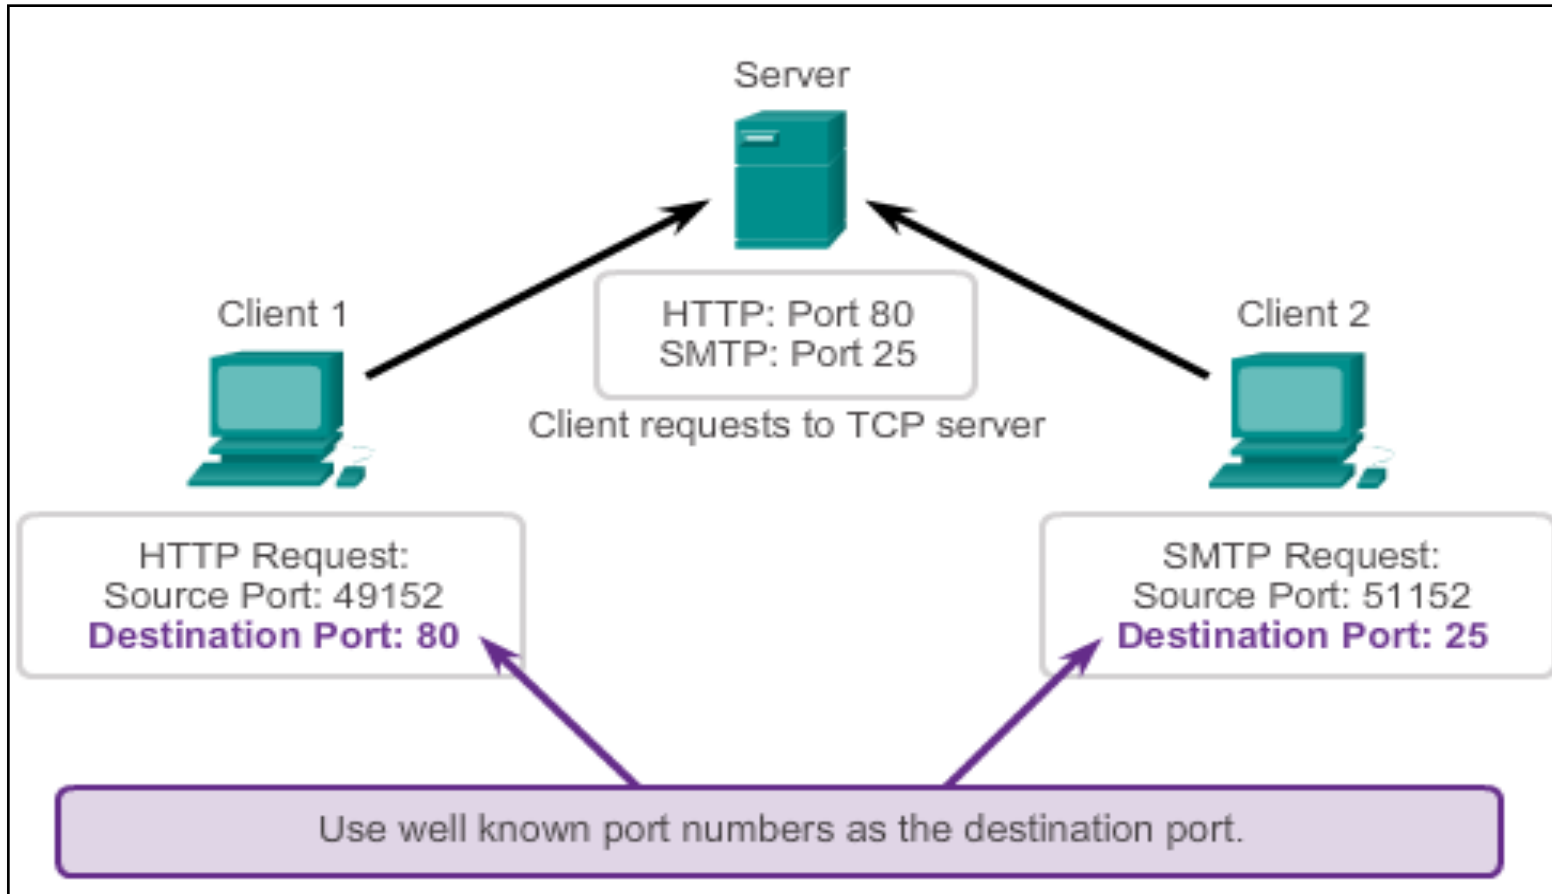 Server
HTTP: Port 80
SMTP: Port 25
Client requests to TCP server
Client 1
HTTP Request:
Source Port: 49152
Destination Port: 80
Client 2
SMTP Request:
Source Port: 51152
Destination Port: 25
Use well known port numbers as the destination port.